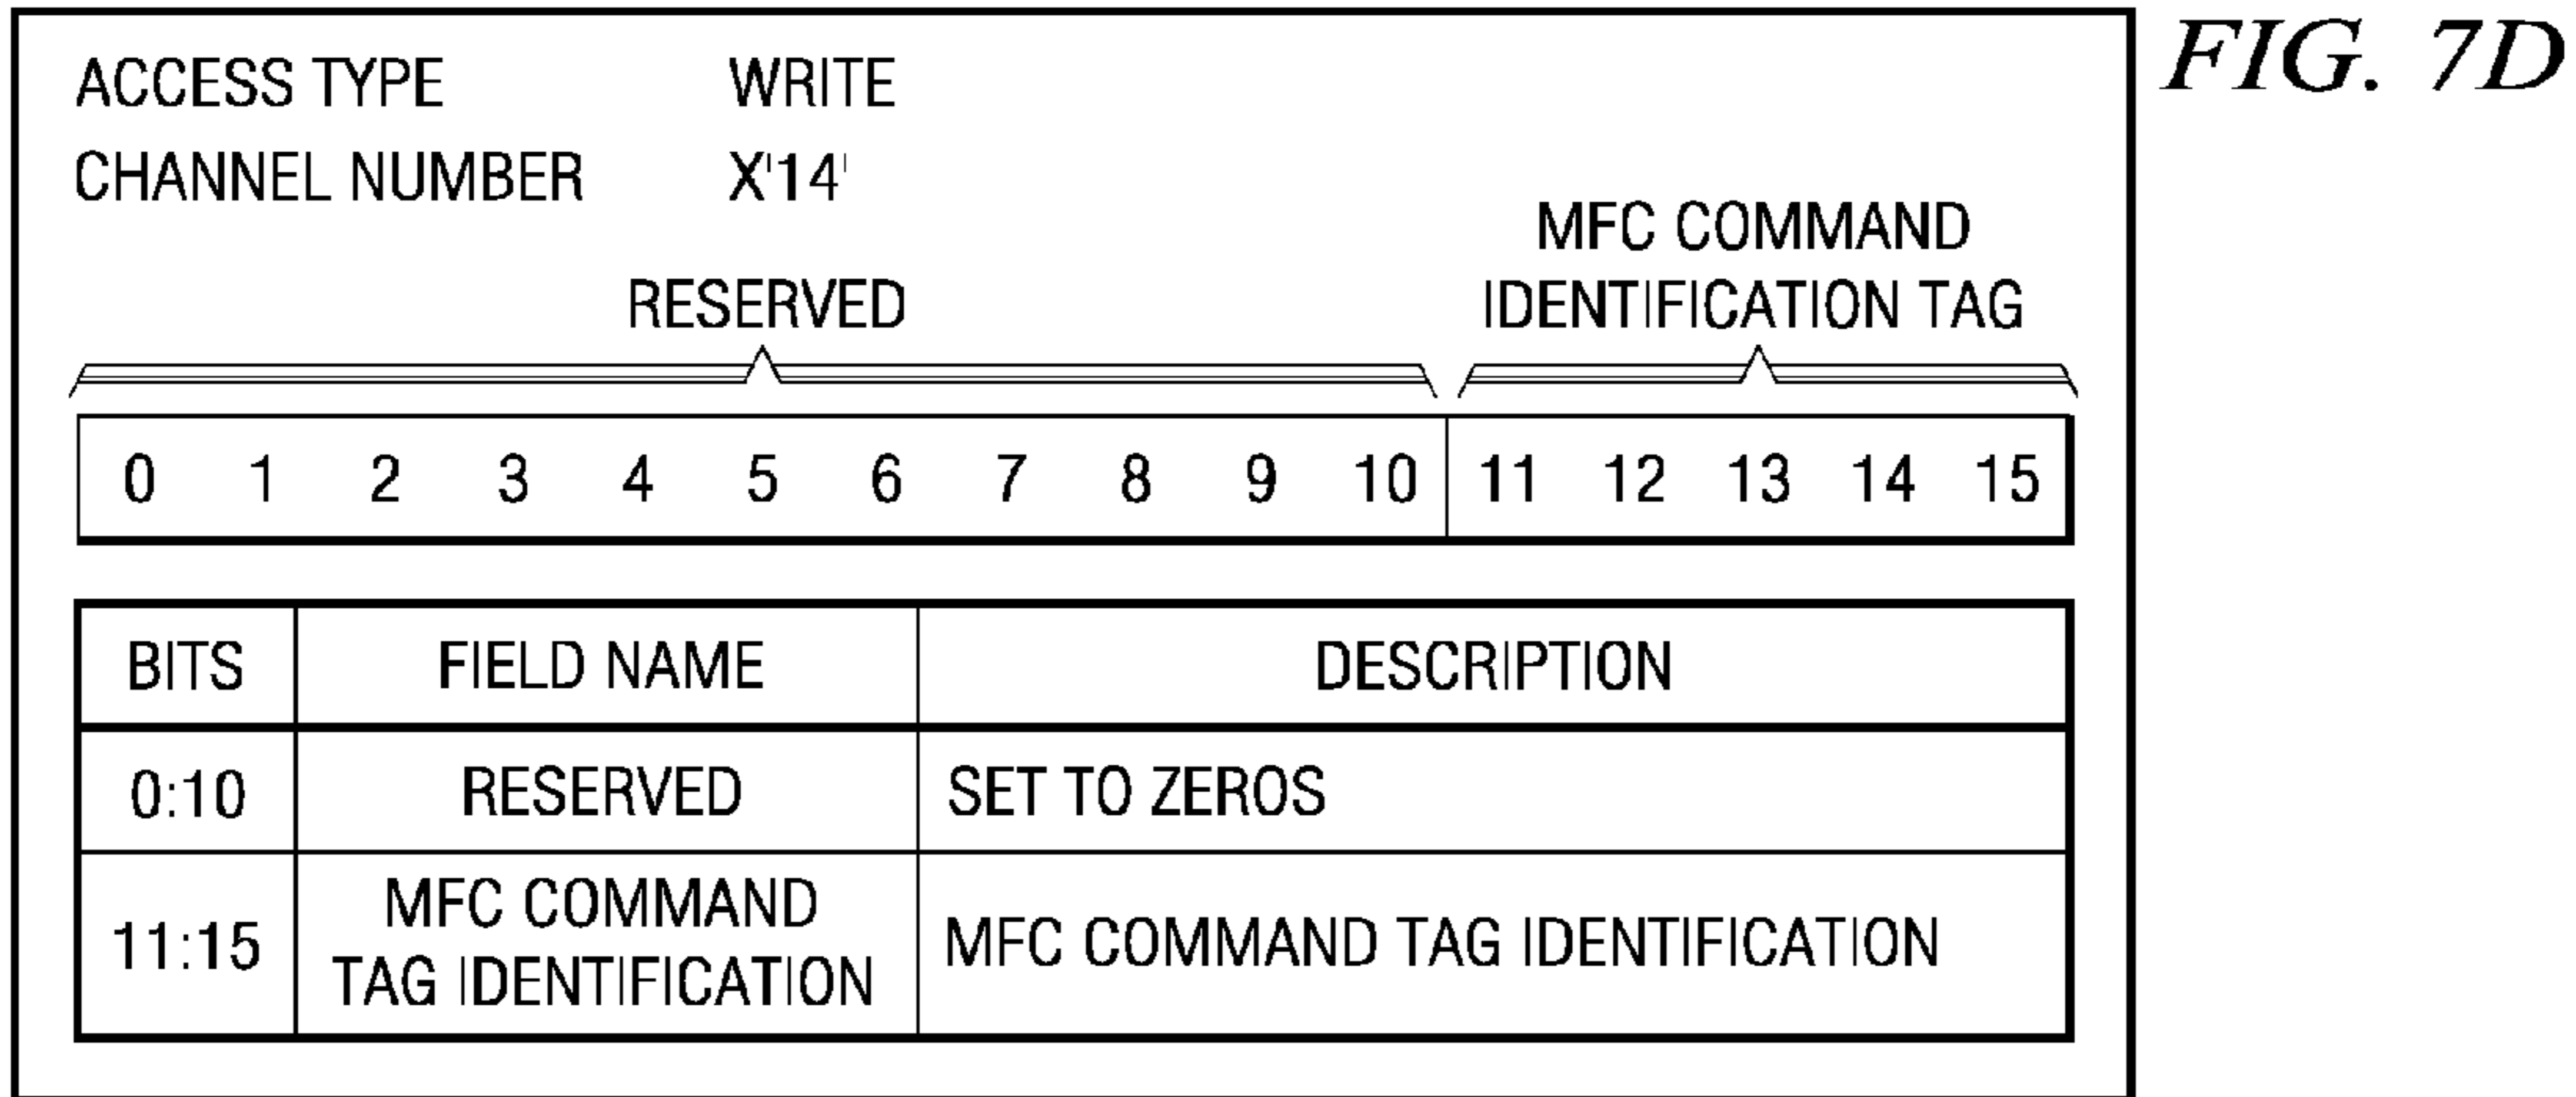 FIG. 7D
ACCESS TYPE WRITE
CHANNEL NUMBER X'14'
RESERVED
MFC COMMAND
IDENTIFICATION TAG
0 1 2 3 4 5 6 7 8 9 10 11 12 13 14 15
BITS FIELD NAME DESCRIPTION
0:10 RESERVED SET TO ZEROS
11:15 MFC COMMAND
TAG IDENTIFICATION MFC COMMAND TAG IDENTIFICATION